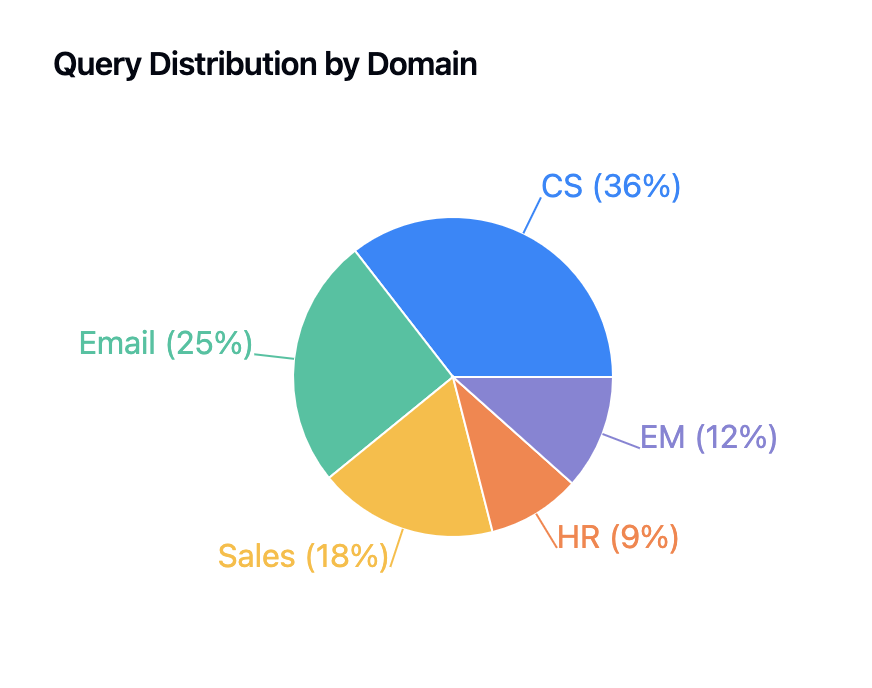 Query Distribution by Domain
CS (36%)
Email (25%)
EM (12%)
HR (9%)
Sales (18%)